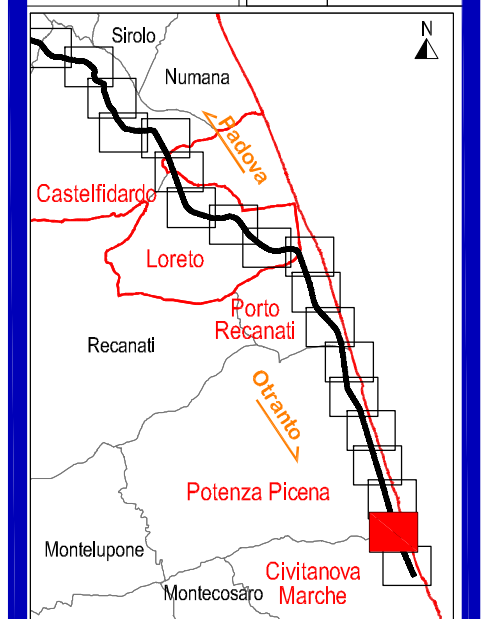 Sirolo
N
Numana
Padova
Castelfidardo
Loreto
Porto
Recanati
Recanati
Otranto
Potenza Picena
Montelupone
Civitanova
Marche
Montecosaro